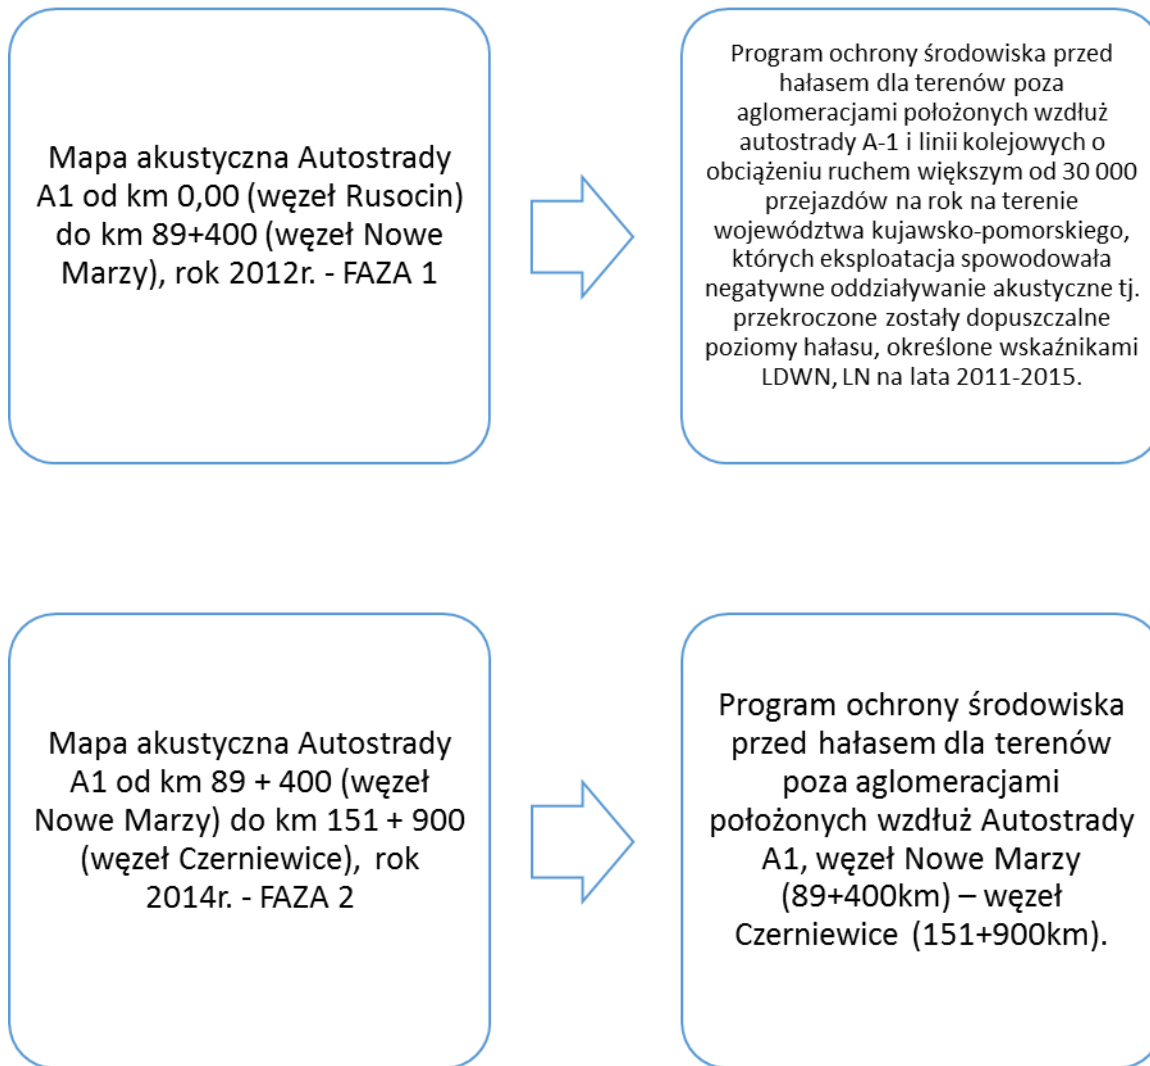 Mapa akustyczna Autostrady
A1 od km 0,00 (węzeł Rusocin)
do km 89+400 (węzeł Nowe
Marzy), rok 2012r. - FAZA 1
Program ochrony środowiska przed
hałasem dla terenów poza
aglomeracjami położonych wzdłuż
autostrady A-1 i linii kolejowych o
obciążeniu ruchem większym od 30 000
przejazdów na rok na terenie
województwa kujawsko-pomorskiego,
których eksploatacja spowodowała
negatywne oddziaływanie akustyczne tj.
przekroczone zostały dopuszczalne
poziomy hałasu, określone wskaźnikami
LDWN, LN na lata 2011-2015.
Mapa akustyczna Autostrady
A1 od km 89 + 400 (węzeł
Nowe Marzy) do km 151 + 900
(węzeł Czerniewice), rok
2014r. - FAZA 2
Program ochrony środowiska
przed hałasem dla terenów
poza aglomeracjami
położonych wzdłuż Autostrady
A1, węzeł Nowe Marzy
(89+400km) – węzeł
Czerniewice (151+900km).